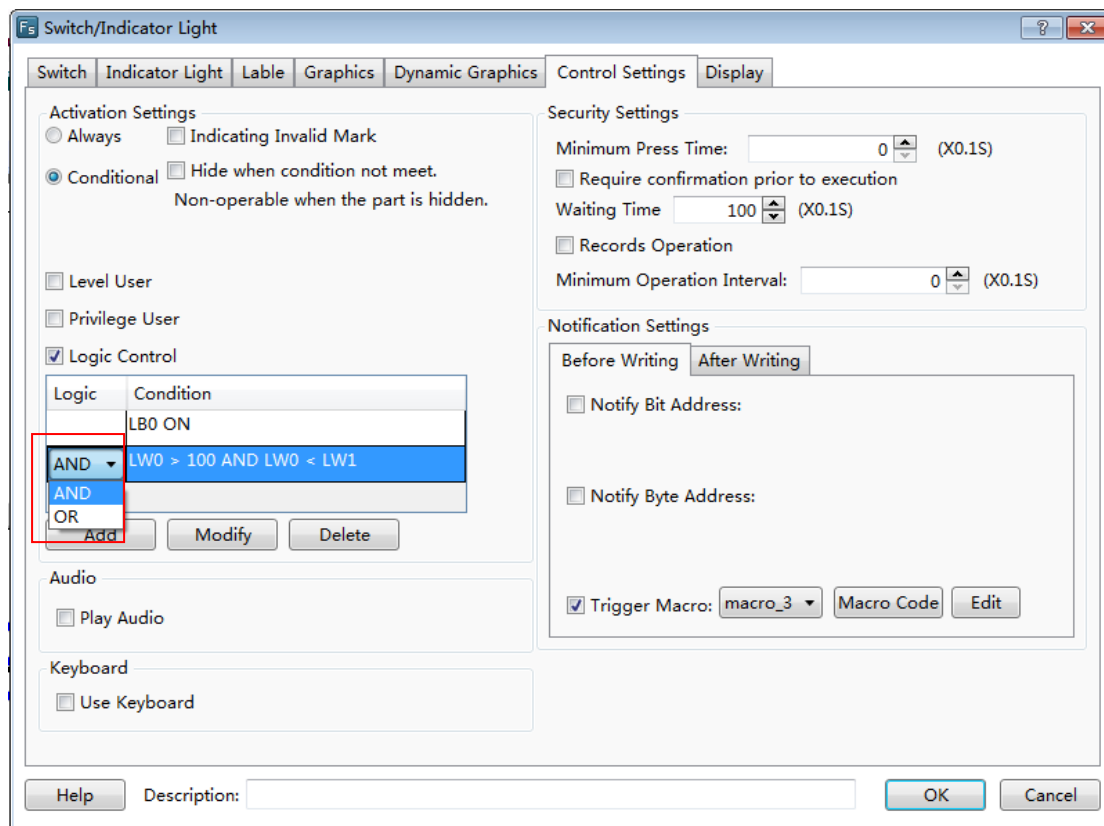 Fs Switch/Indicator Light ?
Switch Indicator Light Lable Graphics Dynamic Graphics Control Settings Display
Activation Settings
Always Indicating Invalid Mark
Conditional Hide when condition not meet.
Non-operable when the part is hidden.
Level User
Privilege User
Logic Control
Logic Condition
LB0 ON
AND LW0 > 100 AND LW0 < LW1
AND
OR
Add Modify Delete
Audio
Play Audio
Keyboard
Use Keyboard
Security Settings
Minimum Press Time: 0 (X0.1S)
Require confirmation prior to execution
Waiting Time 100 (X0.1S)
Records Operation
Minimum Operation Interval: 0 (X0.1S)
Notification Settings
Before Writing After Writing
Notify Bit Address:
Notify Byte Address:
Trigger Macro: macro_3 Macro Code Edit
Help Description: OK Cancel